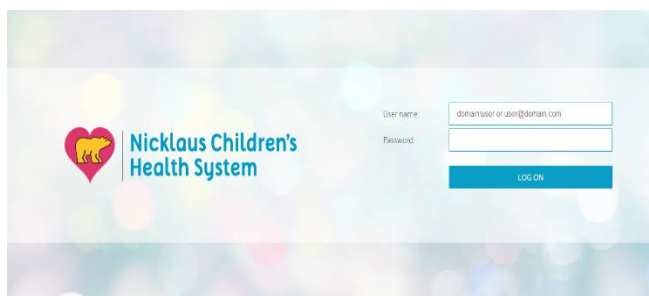 Nicklaus Children's
Health System
User name:
domain\user or user@domain.com
Password:
LOG ON